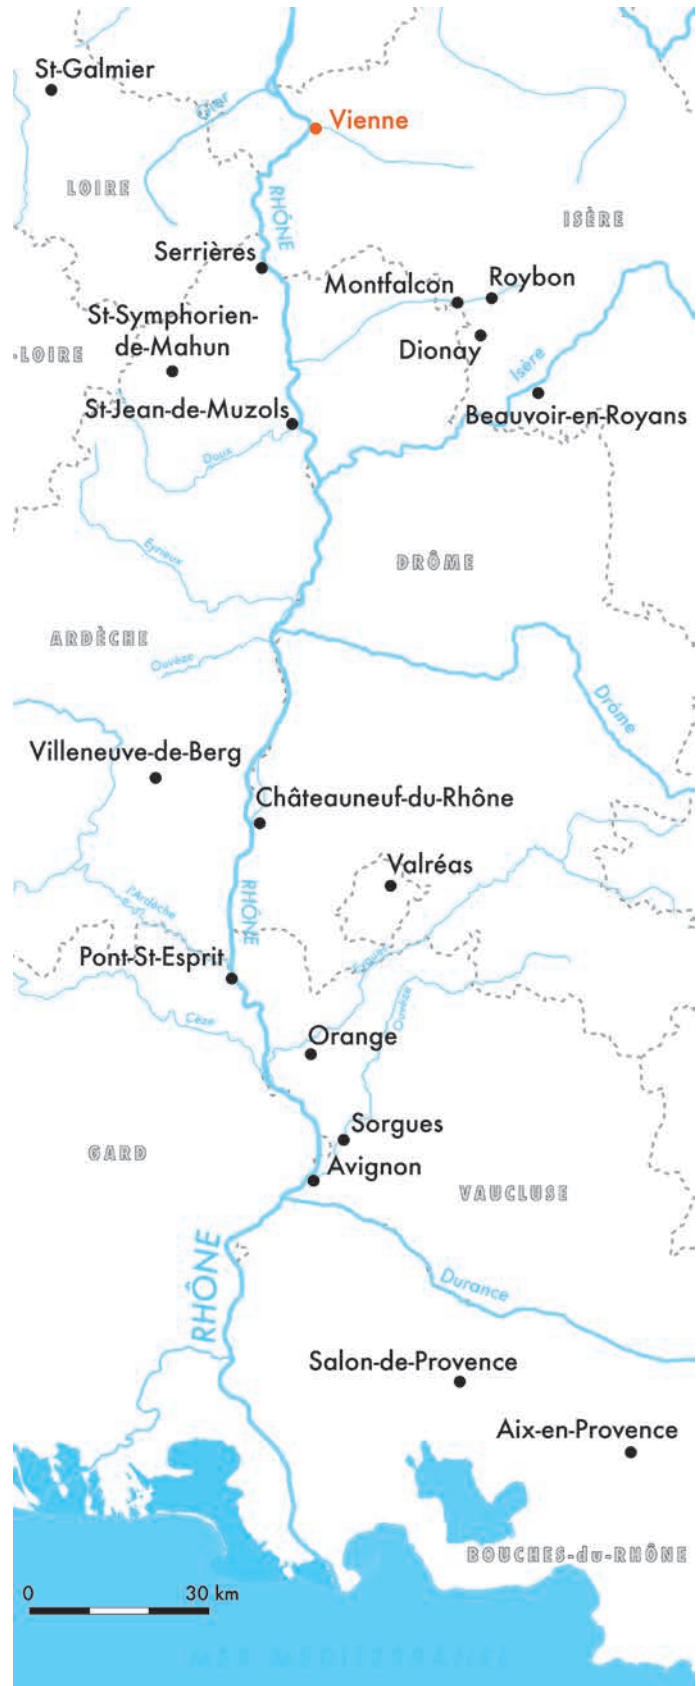 St-Galmier
Gier
Vienne
LOIRE
RHÔNE
ISÈRE
Serrières
Montfalcon
Roybon
St-Symphorien-
de-Mahun
-LOIRE
Dionay
Isère
St-Jean-de-Muzols
Beauvoir-en-Royans
Doux
Eyrieux
DRÔME
ARDÈCHE
Ouvèze
Drôme
Villeneuve-de-Berg
Châteauneuf-du-Rhône
Valréas
l'Ardèche
RHÔNE
Pont-St-Esprit
Eygues
Ouvèze
Cèze
Orange
Sorgues
GARD
Avignon
VAUCLUSE
RHÔNE
Durance
Salon-de-Provence
Aix-en-Provence
BOUCHES-du-RHÔNE
0 30 km
MER MÉDITERRANÉE